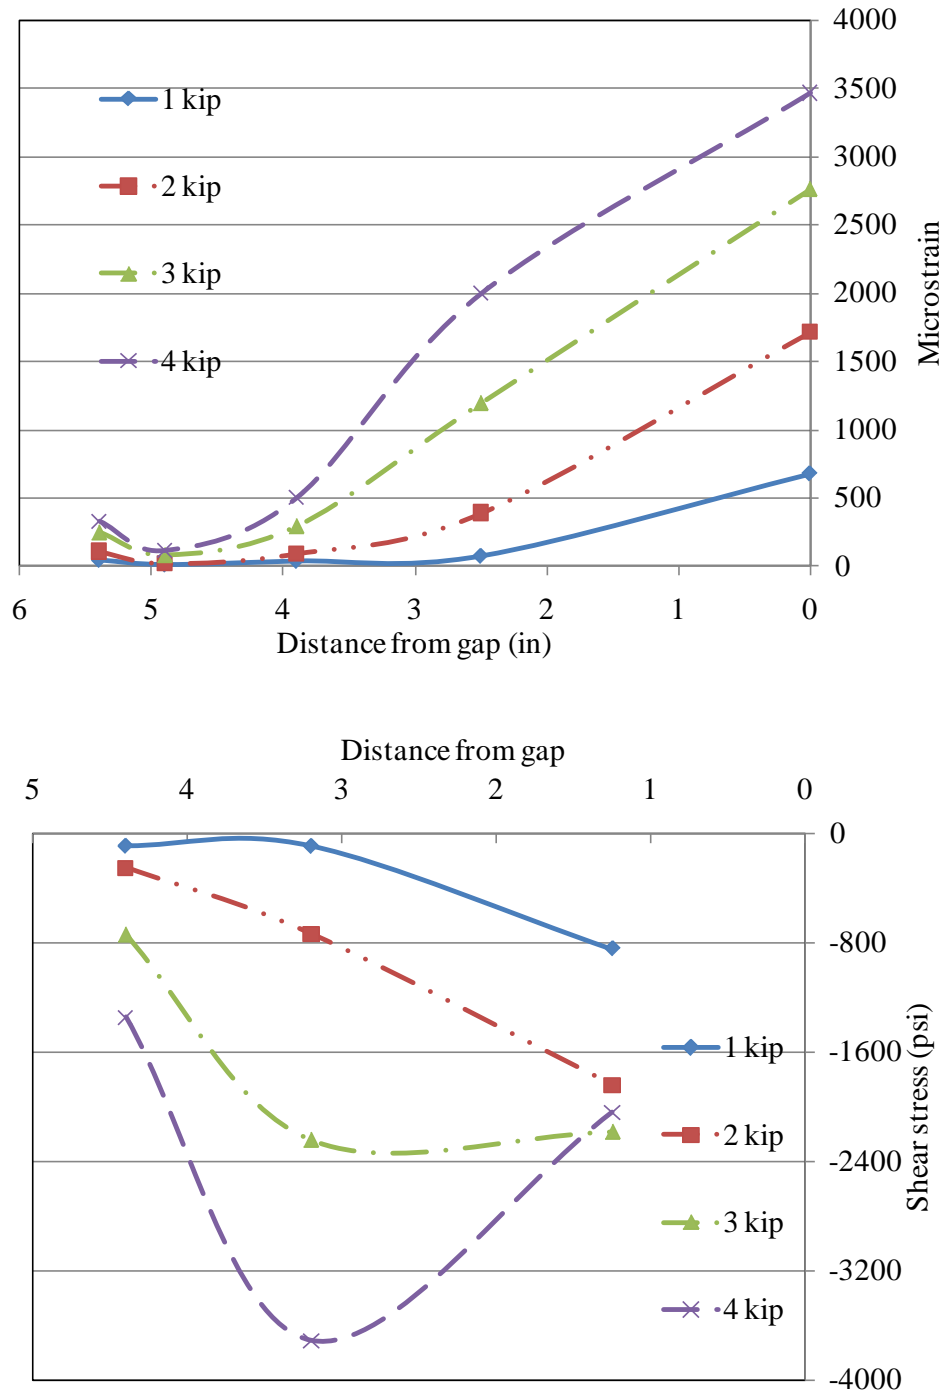 4000
3500
3000
2500
2000
1500
1000
500
0
Microstrain
1 kip
2 kip
3 kip
4 kip
6 5 4 3 2 1 0
Distance from gap (in)
Distance from gap
5 4 3 2 1 0
0
-800
-1600
-2400
-3200
-4000
Shear stress (psi)
1 kip
2 kip
3 kip
4 kip